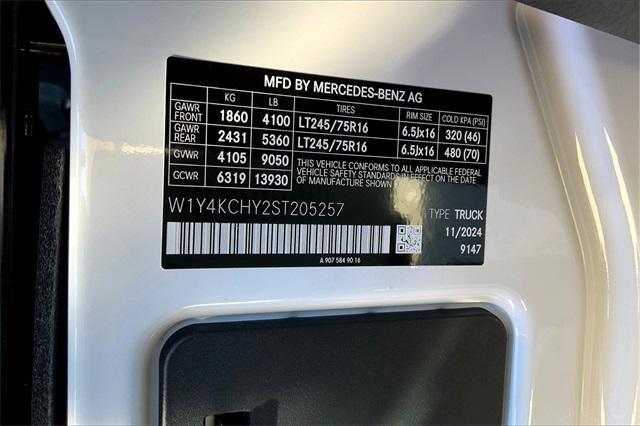 MFD BY MERCEDES-BENZ AG
KG LB TIRES RIM SIZE COLD KPA (PSI)
GAWR FRONT 1860 4100 LT245/75R16 6.5Jx16 320 (46)
GAWR REAR 2431 5360 LT245/75R16 6.5Jx16 480 (70)
GVWR 4105 9050 THIS VEHICLE CONFORMS TO ALL APPLICABLE FEDERAL
GCWR 6319 13930 VEHICLE SAFETY STANDARDS IN EFFECT ON THE DATE
OF MANUFACTURE SHOWN
W1Y4KCHY2ST205257 TYPE TRUCK
11/2024
9147
A 907 584 90 16